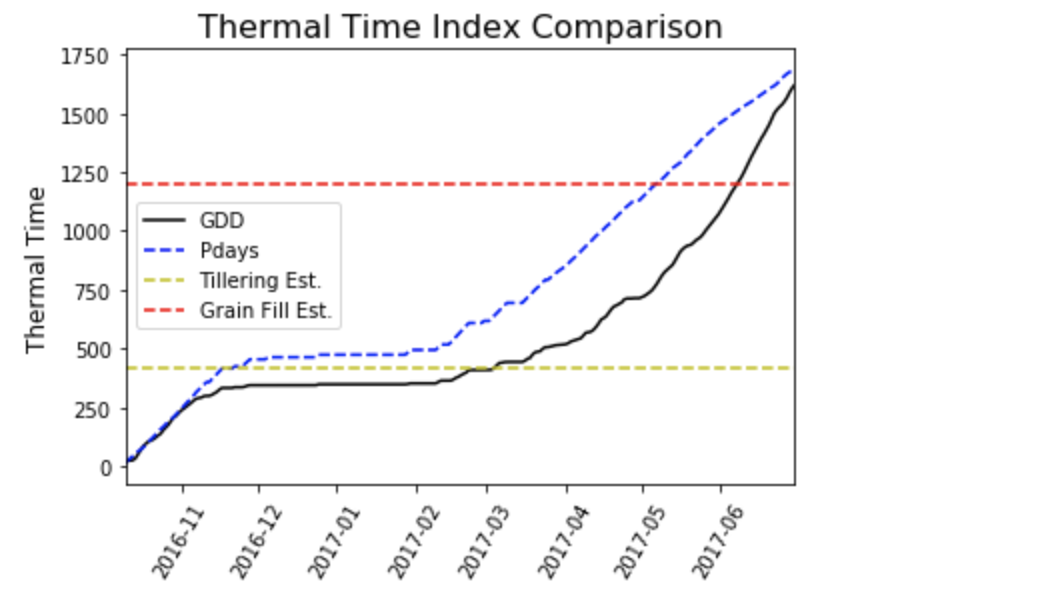 Thermal Time Index Comparison
1750
1500
1250
1000
750
500
250
0
Thermal Time
GDD
Pdays
Tillering Est.
Grain Fill Est.
2016-11
2016-12
2017-01
2017-02
2017-03
2017-04
2017-05
2017-06